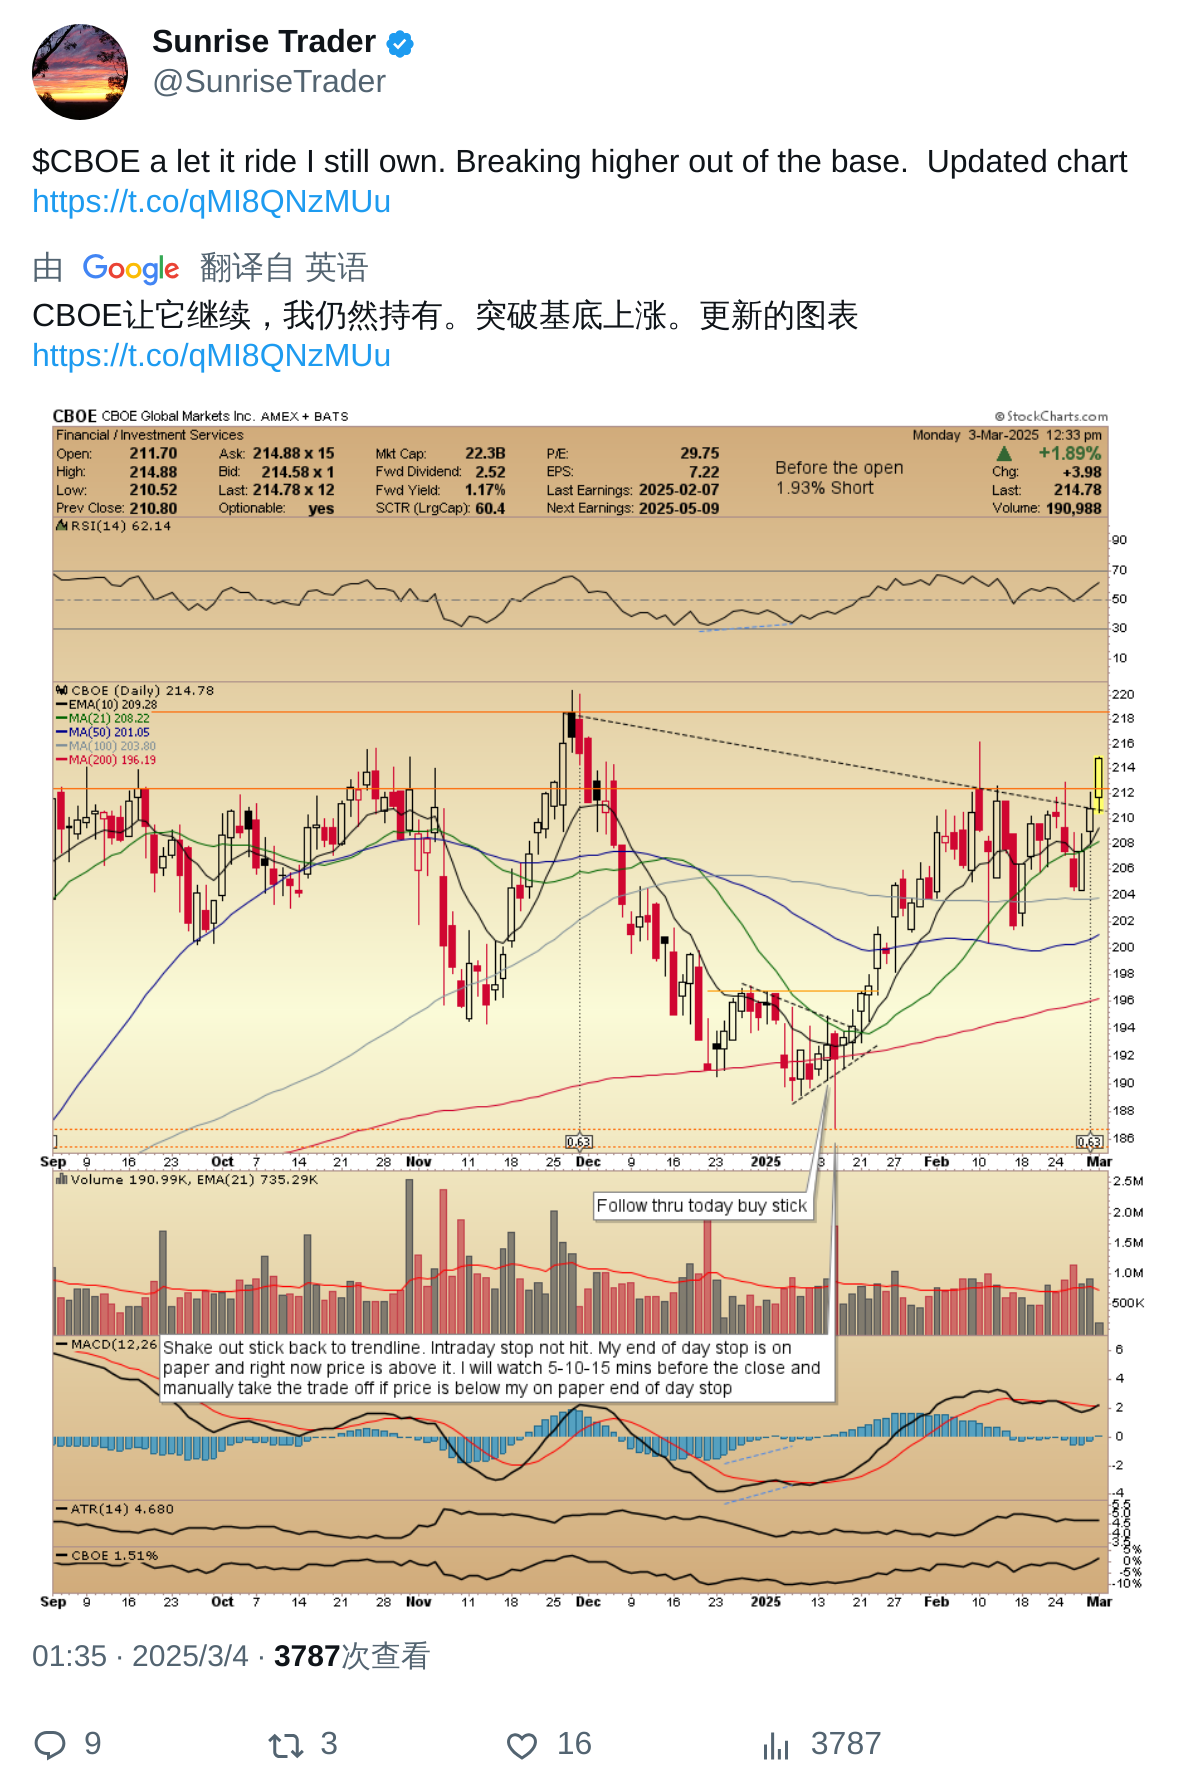 Sunrise Trader
@SunriseTrader
$CBOE a let it ride I still own. Breaking higher out of the base.  Updated chart
https://t.co/qMI8QNzMUu
由 Google 翻译自 英语
CBOE让它继续，我仍然持有。突破基底上涨。更新的图表
https://t.co/qMI8QNzMUu
CBOE CBOE Global Markets Inc. AMEX + BATS © StockCharts.com
Financial / Investment Services Monday 3-Mar-2025 12:33 pm
Open: 211.70 Ask: 214.88 x 15 Mkt Cap: 22.3B P/E: 29.75 +1.89%
High: 214.88 Bid: 214.58 x 1 Fwd Dividend: 2.52 EPS: 7.22 Chg: +3.98
Low: 210.52 Last: 214.78 x 12 Fwd Yield: 1.17% Last Earnings: 2025-02-07 Last: 214.78
Prev Close: 210.80 Optionable: yes SCTR (LrgCap): 60.4 Next Earnings: 2025-05-09 Volume: 190,988
Before the open
1.93% Short
RSI(14) 62.14
90
70
50
30
10
CBOE (Daily) 214.78
EMA(10) 209.28
MA(21) 208.22
MA(50) 201.05
MA(100) 203.80
MA(200) 196.19
220
218
216
214
212
210
208
206
204
202
200
198
196
194
192
190
188
186
0.63 0.63
Sep 9 16 23 Oct 7 14 21 28 Nov 11 18 25 Dec 9 16 23 2025 3 21 27 Feb 10 18 24 Mar
Volume 190.99K, EMA(21) 735.29K
2.5M
2.0M
1.5M
1.0M
500K
Follow thru today buy stick
MACD(12,26
Shake out stick back to trendline. Intraday stop not hit. My end of day stop is on
paper and right now price is above it. I will watch 5-10-15 mins before the close and
manually take the trade off if price is below my on paper end of day stop
6
4
2
0
-2
-4
ATR(14) 4.680
5.5
5.0
4.5
4.0
3.5
CBOE 1.51%
5%
0%
-5%
-10%
Sep 9 16 23 Oct 7 14 21 28 Nov 11 18 25 Dec 9 16 23 2025 13 21 27 Feb 10 18 24 Mar
01:35 · 2025/3/4 · 3787次查看
9 3 16 3787